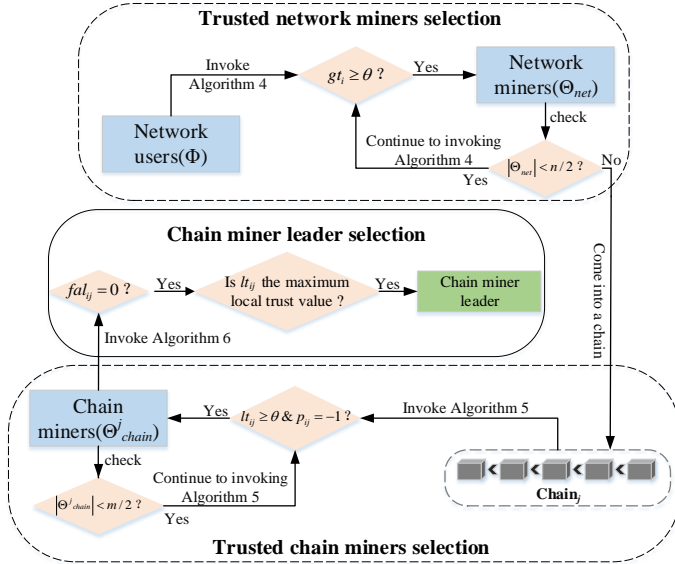 Trusted network miners selection
Invoke
Algorithm 4
gt_i ≥ θ ?
Yes
Network
miners(Θ_net)
check
Network
users(Φ)
Continue to invoking
Algorithm 4
Yes
|Θ_net| < n/2 ?
No
Come into a chain
Chain miner leader selection
fal_ij = 0 ?
Yes
Is lt_ij the maximum
local trust value ?
Yes
Chain miner
leader
Invoke Algorithm 6
Chain
miners(Θ^j_chain)
Yes
lt_ij ≥ θ & p_ij = −1 ?
Invoke Algorithm 5
check
Continue to invoking
Algorithm 5
|Θ^j_chain| < m/2 ?
Yes
Chain_j
Trusted chain miners selection